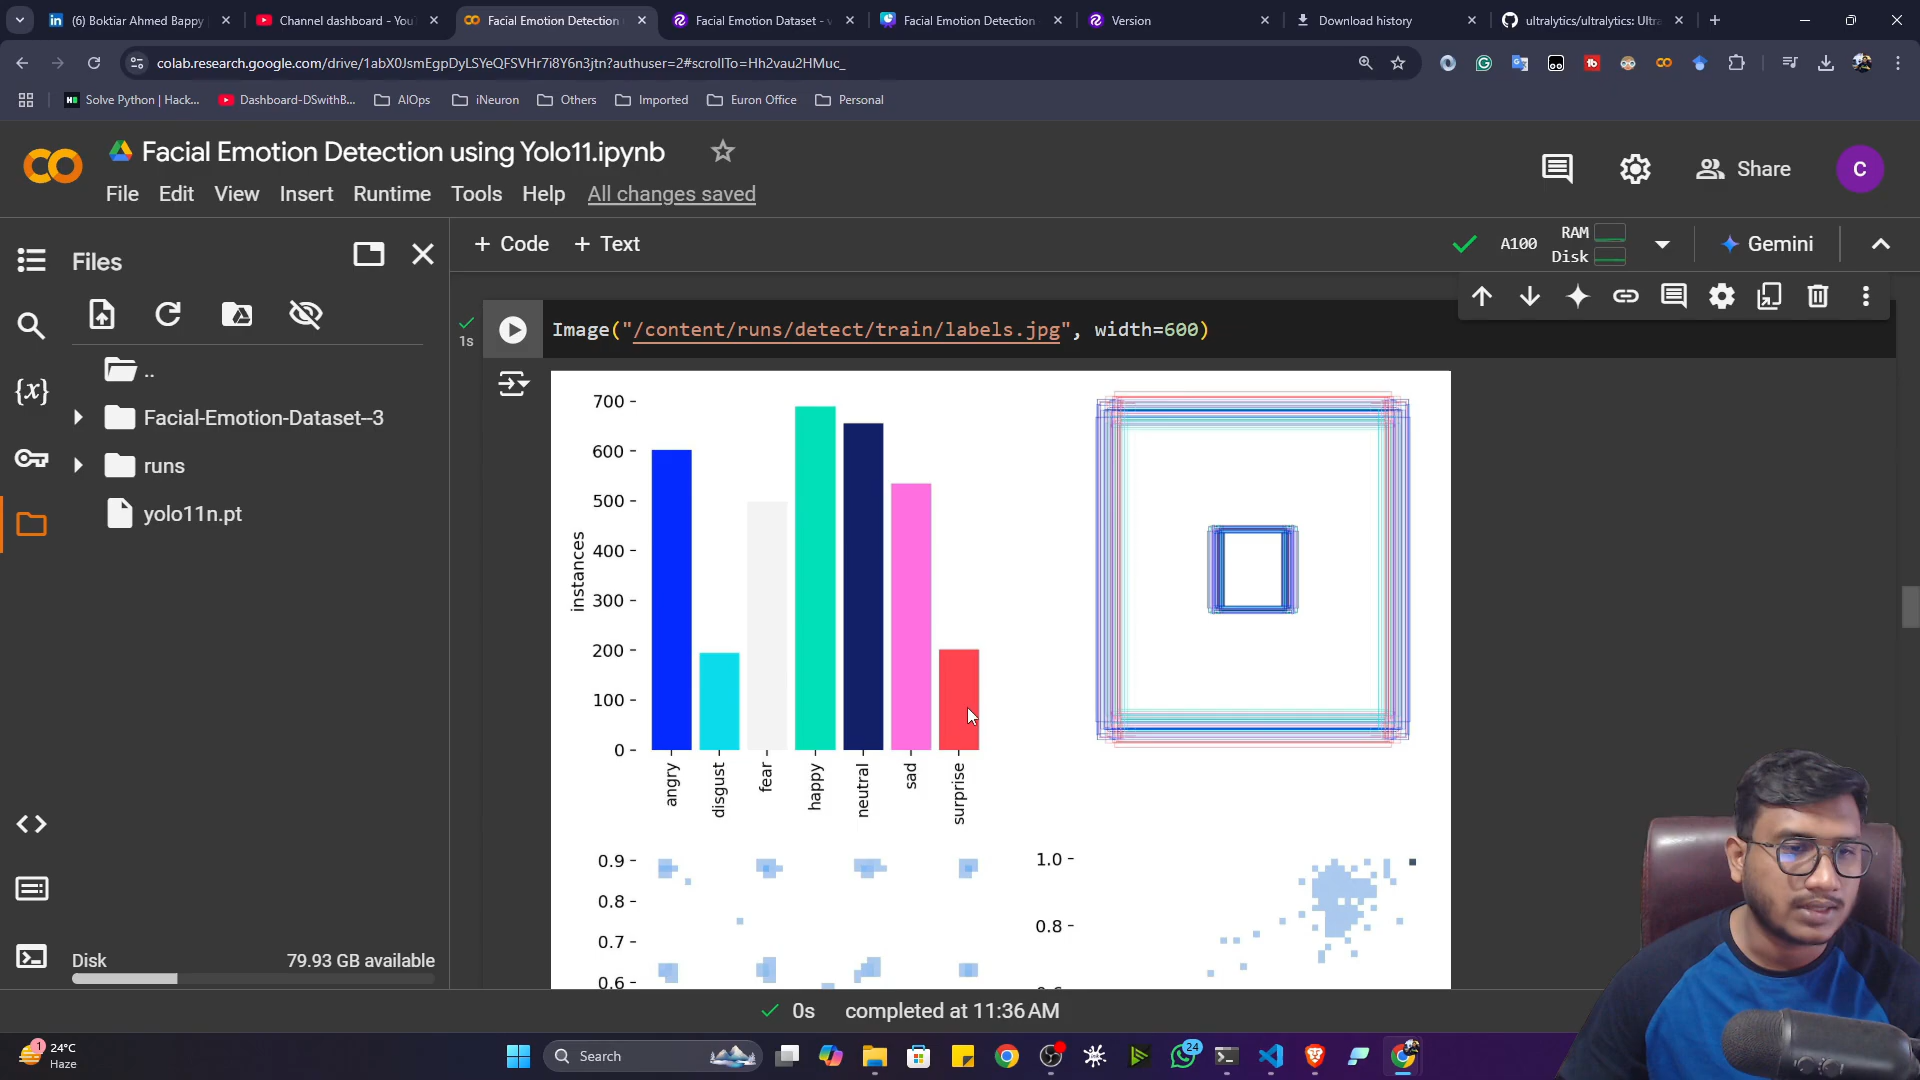 (6) Boktiar Ahmed Bappy
Channel dashboard - You
Facial Emotion Detection
Facial Emotion Dataset - v
Facial Emotion Detection
Version
Download history
ultralytics/ultralytics: Ultra
colab.research.google.com/drive/1abX0JsmEgpDyLSYeQFSVHr7i8Y6n3jtn?authuser=2#scrollTo=Hh2vau2HMuc_
Solve Python | Hack...
Dashboard-DSwithB...
AIOps
iNeuron
Others
Imported
Euron Office
Personal
Facial Emotion Detection using Yolo11.ipynb
File Edit View Insert Runtime Tools Help All changes saved
Share
C
Files
+ Code + Text
A100
RAM
Disk
Gemini
..
Facial-Emotion-Dataset--3
runs
yolo11n.pt
1s
Image("/content/runs/detect/train/labels.jpg", width=600)
instances
700
600
500
400
300
200
100
0
angry
disgust
fear
happy
neutral
sad
surprise
0.9
0.8
0.7
0.6
1.0
0.8
Disk
79.93 GB available
0s completed at 11:36 AM
1
24°C
Haze
Search
24